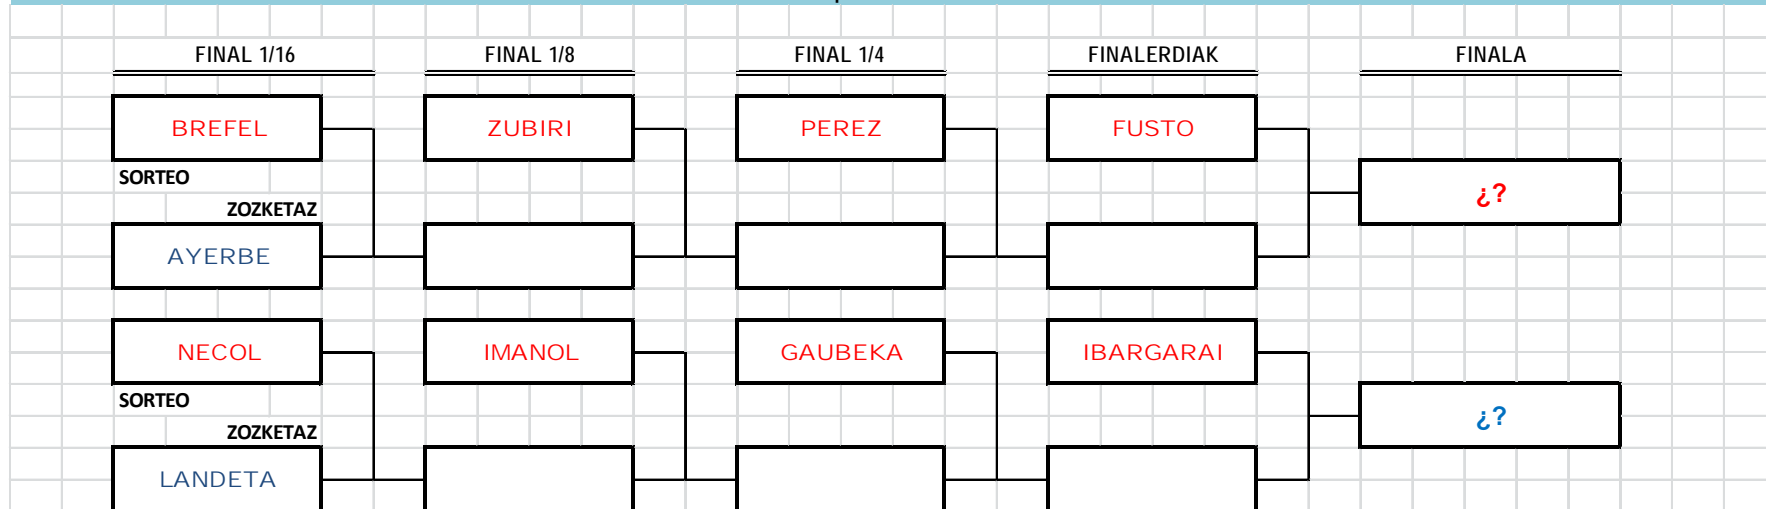 FINAL 1/16 FINAL 1/8 FINAL 1/4 FINALERDIAK FINALA
BREFEL ZUBIRI PEREZ FUSTO
SORTEO
¿?
ZOZKETAZ
AYERBE
NECOL IMANOL GAUBEKA IBARGARAI
SORTEO
¿?
ZOZKETAZ
LANDETA